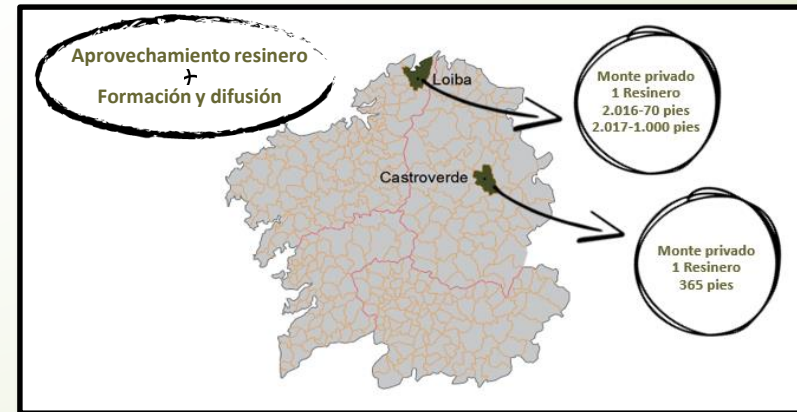 Aprovechamiento resinero
+
Formación y difusión
Loiba
Castroverde
Monte privado
1 Resinero
2.016-70 pies
2.017-1.000 pies
Monte privado
1 Resinero
365 pies